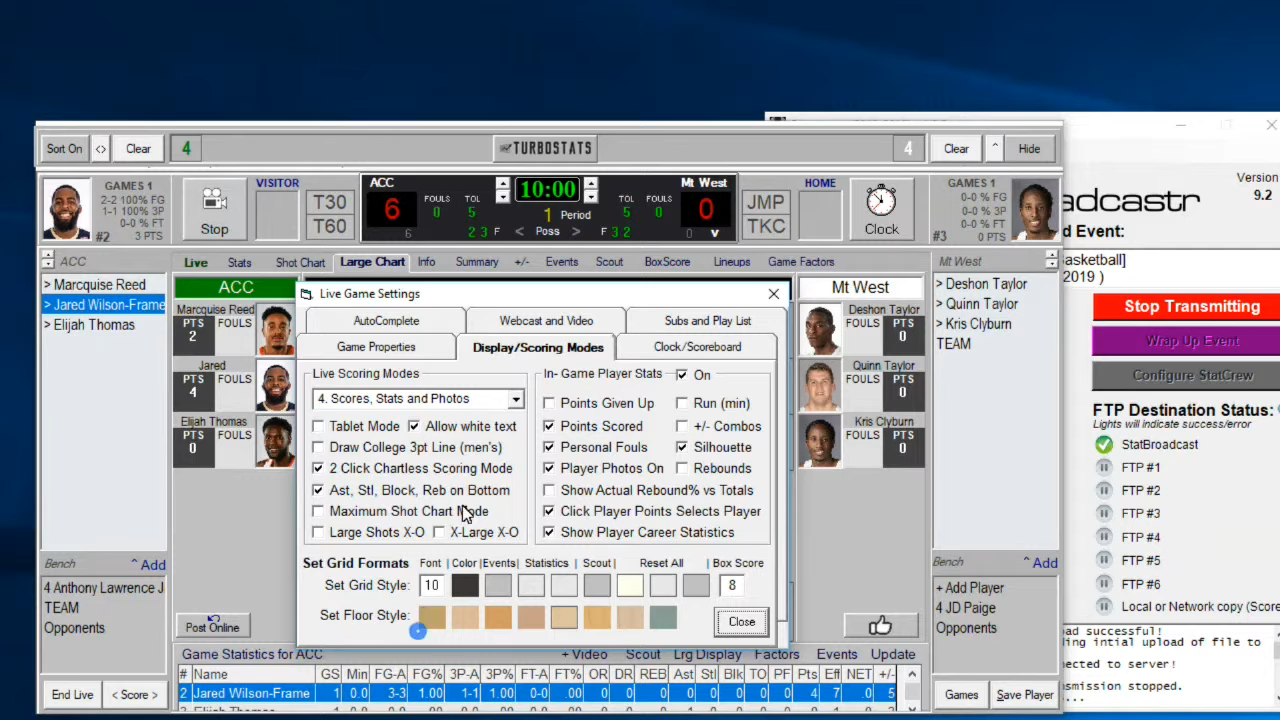 Sort On <> Clear 4 TURBOSTATS 4 Clear ^ Hide
Version
9.2
adcastr
d Event:
asketball]
2019 )
Stop Transmitting
Wrap Up Event
Configure StatCrew
FTP Destination Status:
Lights will indicate success/error
StatBroadcast
FTP #1
FTP #2
FTP #3
FTP #4
FTP #5
FTP #6
Local or Network copy (Score
ad successful!
ding intial upload of file to
nected to server!
smission stopped.
GAMES 1
2-2 100% FG
1-1 100% 3P
0-0 % FT
#2 3 PTS
Stop
VISITOR
T30
T60
ACC 10:00 Mt West
6 FOULS 0 TOL 5 1 Period TOL 5 FOULS 0 0
6 2 3 F < Poss > F 3 2 0 v
JMP
TKC
HOME
Clock
GAMES 1
0-0 % FG
0-0 % 3P
0-0 % FT
#3 0 PTS
ACC
> Marcquise Reed
> Jared Wilson-Frame
> Elijah Thomas
Bench ^ Add
4 Anthony Lawrence J
TEAM
Opponents
End Live < Score >
Live Stats Shot Chart Large Chart Info Summary +/- Events Scout BoxScore Lineups Game Factors
ACC
Marcquise Reed
PTS FOULS
2
Jared
PTS FOULS
4
Elijah Thomas
PTS FOULS
0
Post Online
Live Game Settings
AutoComplete Webcast and Video Subs and Play List
Game Properties Display/Scoring Modes Clock/Scoreboard
Live Scoring Modes
4. Scores, Stats and Photos
Tablet Mode Allow white text
Draw College 3pt Line (men's)
2 Click Chartless Scoring Mode
Ast, Stl, Block, Reb on Bottom
Maximum Shot Chart Mode
Large Shots X-O X-Large X-O
In- Game Player Stats On
Points Given Up Run (min)
Points Scored +/- Combos
Personal Fouls Silhouette
Player Photos On Rebounds
Show Actual Rebound% vs Totals
Click Player Points Selects Player
Show Player Career Statistics
Set Grid Formats Font | Color |Events| Statistics | Scout | Reset All | Box Score
Set Grid Style: 10 8
Set Floor Style: Close
Mt West
Deshon Taylor
FOULS PTS
0
Quinn Taylor
FOULS PTS
0
Kris Clyburn
FOULS PTS
0
Mt West
> Deshon Taylor
> Quinn Taylor
> Kris Clyburn
TEAM
Bench ^ Add
+ Add Player
4 JD Paige
Opponents
Games Save Player
Game Statistics for ACC + Video Scout Lrg Display Factors Events Update
# Name GS Min FG-A FG% 3P-A 3P% FT-A FT% OR DR REB Ast Stl Blk TO PF Pts Eff NET +/-
2 Jared Wilson-Frame 1 0.0 3-3 1.00 1-1 1.00 0-0 .00 0 0 0 0 0 0 0 0 4 7 .0 5